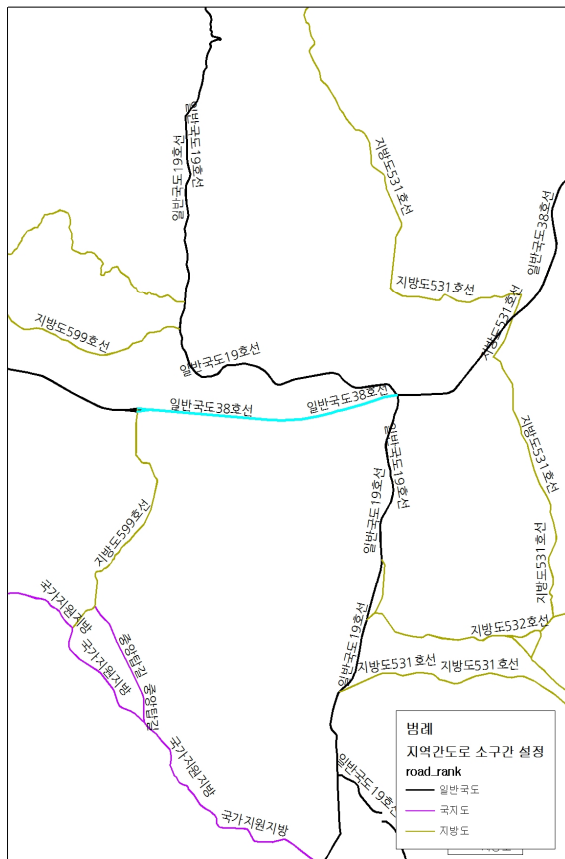 일반국도19호선
일반국도19호선
지방도531호선
일반국도38호선
지방도531호선
지방도531호선
지방도599호선
일반국도19호선
일반국도38호선
일반국도38호선
지방도531호선
일반국도19호선
일반국도19호선
지방도599호선
지방도531호선
국가지원지방
중앙탑길
중앙탑길
국가지원지방
일반국도19호선
지방도532호선
지방도531호선
지방도531호선
국가지원지방
일반국도19호선
국가지원지방
범례
지역간도로 소구간 설정
road_rank
일반국도
국지도
지방도